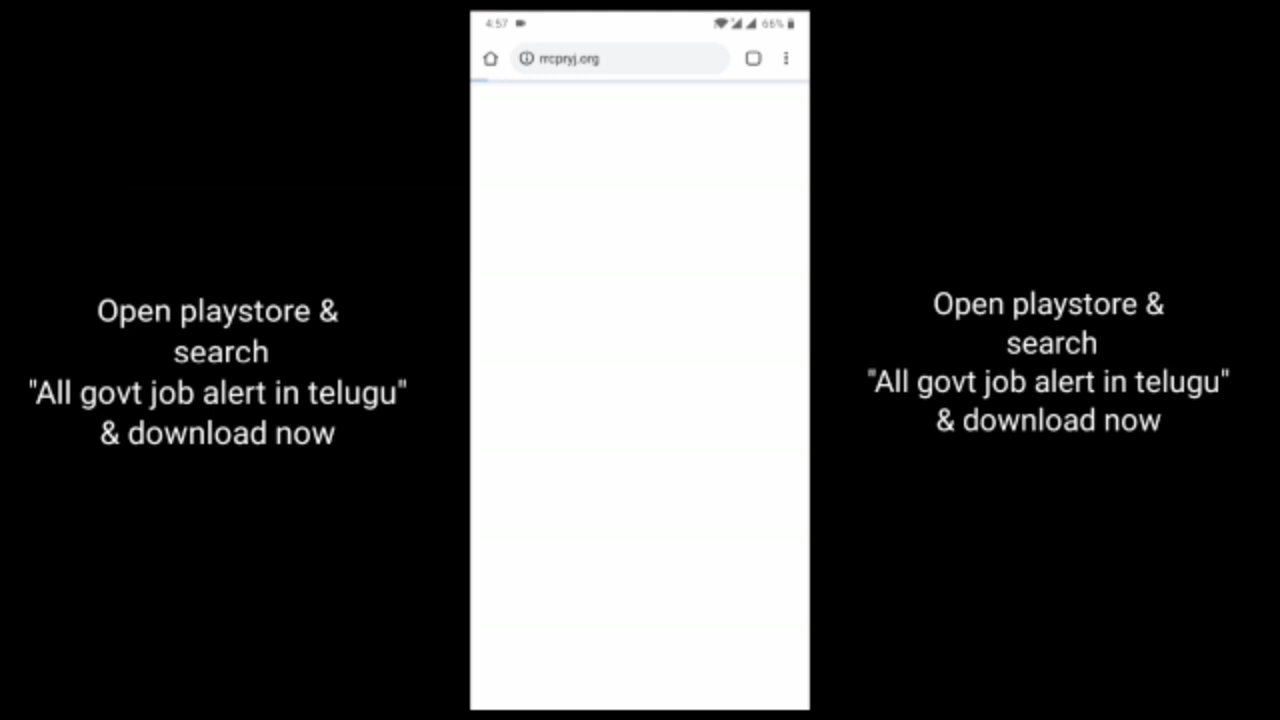 4:57
66%
rrcpryj.org
Open playstore &
search
"All govt job alert in telugu"
& download now
Open playstore &
search
"All govt job alert in telugu"
& download now